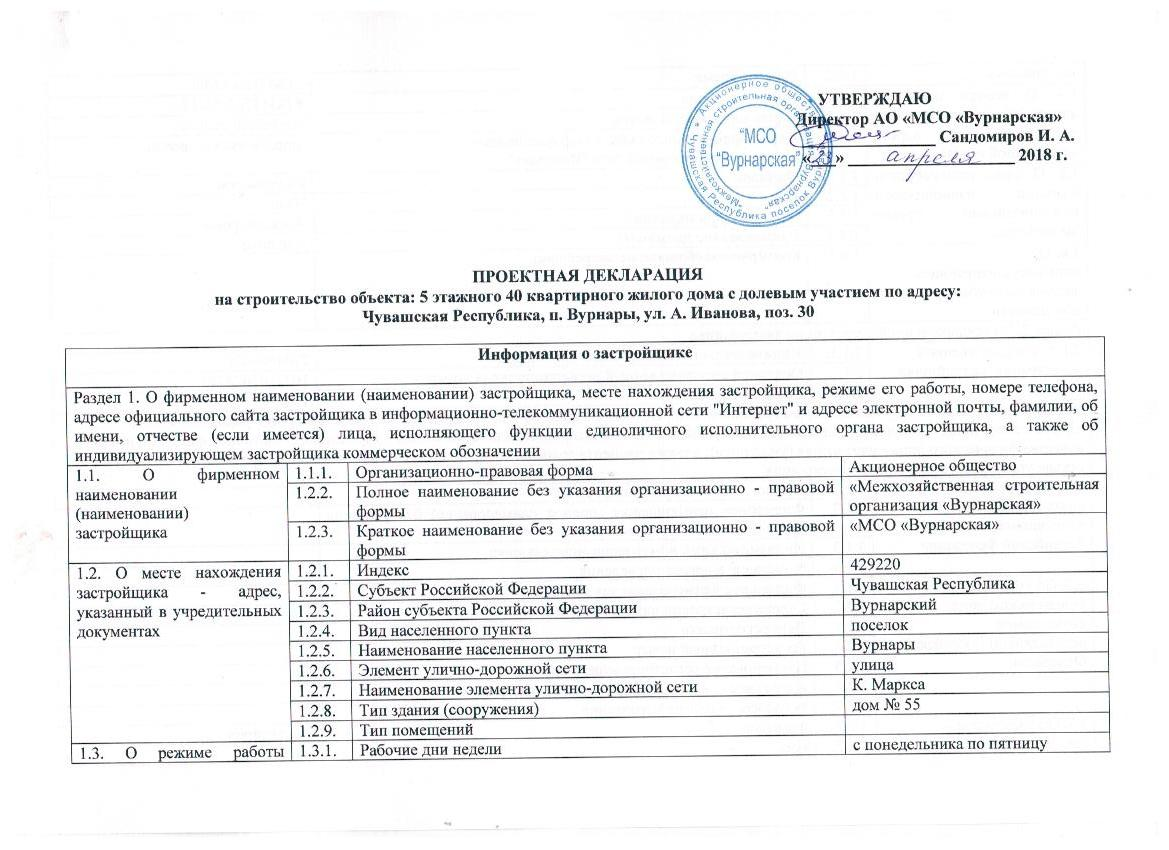 УТВЕРЖДАЮ
Директор АО «МСО «Вурнарская»
Сандомиров И. А.
«23» апреля 2018 г.
Чувашская Республика поселок Вурнары * Акционерное общество
"Межхозяйственная строительная организация "Вурнарская"
"МСО
"Вурнарская"
ПРОЕКТНАЯ ДЕКЛАРАЦИЯ
на строительство объекта: 5 этажного 40 квартирного жилого дома с долевым участием по адресу:
Чувашская Республика, п. Вурнары, ул. А. Иванова, поз. 30
Информация о застройщике
Раздел 1. О фирменном наименовании (наименовании) застройщика, месте нахождения застройщика, режиме его работы, номере телефона,
адресе официального сайта застройщика в информационно-телекоммуникационной сети "Интернет" и адресе электронной почты, фамилии, об
имени, отчестве (если имеется) лица, исполняющего функции единоличного исполнительного органа застройщика, а также об
индивидуализирующем застройщика коммерческом обозначении
1.1. О фирменном
наименовании
(наименовании)
застройщика
1.1.1. Организационно-правовая форма Акционерное общество
1.2.2. Полное наименование без указания организационно - правовой «Межхозяйственная строительная
формы организация «Вурнарская»
1.2.3. Краткое наименование без указания организационно - правовой «МСО «Вурнарская»
формы
1.2. О месте нахождения
застройщика - адрес,
указанный в учредительных
документах
1.2.1. Индекс 429220
1.2.2. Субъект Российской Федерации Чувашская Республика
1.2.3. Район субъекта Российской Федерации Вурнарский
1.2.4. Вид населенного пункта поселок
1.2.5. Наименование населенного пункта Вурнары
1.2.6. Элемент улично-дорожной сети улица
1.2.7. Наименование элемента улично-дорожной сети К. Маркса
1.2.8. Тип здания (сооружения) дом № 55
1.2.9. Тип помещений
1.3. О режиме работы 1.3.1. Рабочие дни недели с понедельника по пятницу